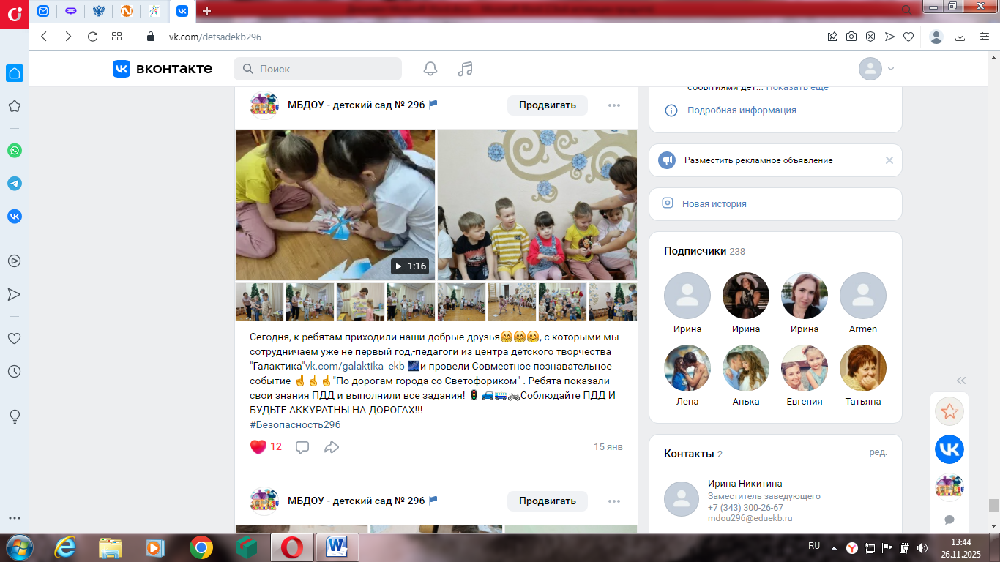 vk.com/detsadekb296
вконтакте
Поиск
МБДОУ - детский сад № 296
Продвигать
1:16
Сегодня, к ребятам приходили наши добрые друзья🤗🤗🤗, с которыми мы
сотрудничаем уже не первый год,-педагоги из центра детского творчества
"Галактика"vk.com/galaktika_ekb 🌌и провели Совместное познавательное
событие ☝☝☝"По дорогам города со Светофориком" . Ребята показали
свои знания ПДД и выполнили все задания! 🚦🚙🚎🏍Соблюдайте ПДД И
БУДЬТЕ АККУРАТНЫ НА ДОРОГАХ!!!
#Безопасность296
12
15 янв
МБДОУ - детский сад № 296
Продвигать
событиями дет... Показать ещё
Подробная информация
Разместить рекламное объявление
Новая история
Подписчики 238
Ирина
Ирина
Ирина
Armen
Лена
Анька
Евгения
Татьяна
Контакты 2
ред.
Ирина Никитина
Заместитель заведующего
+7 (343) 300-26-67
mdou296@eduekb.ru
RU
13:44
26.11.2025